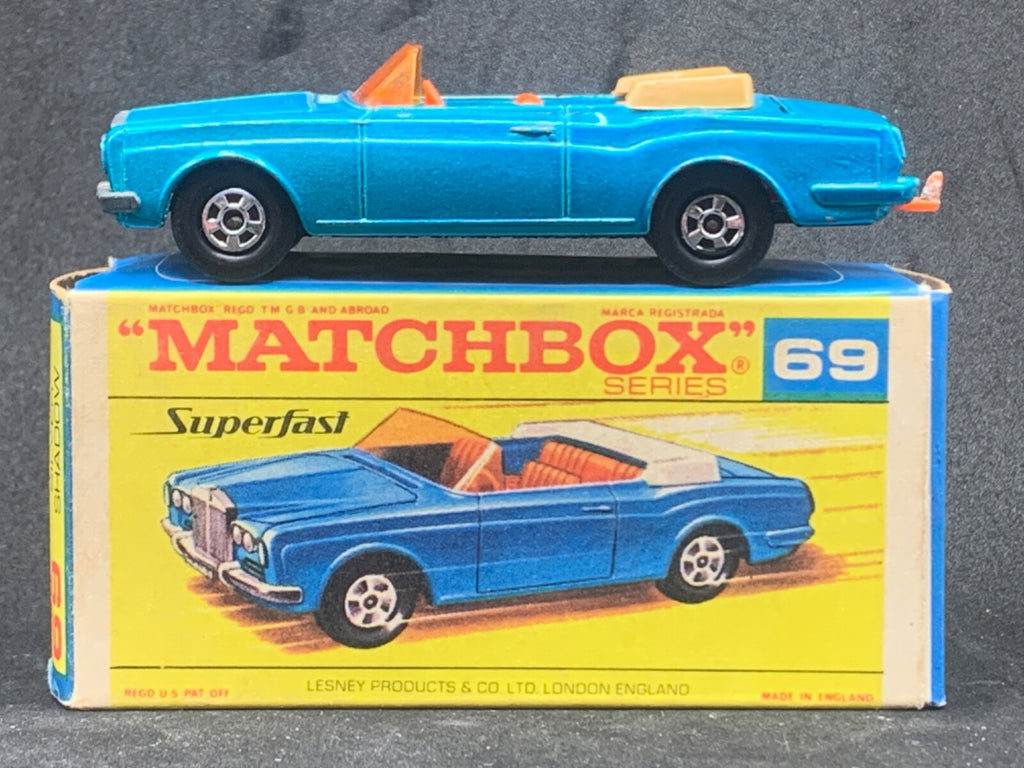 MATCHBOX" REGD T M G B AND ABROAD MARCA REGISTRADA
"MATCHBOX"®
SERIES
69
Superfast
LESNEY PRODUCTS & CO. LTD. LONDON ENGLAND
REGD U S PAT OFF MADE IN ENGLAND
69